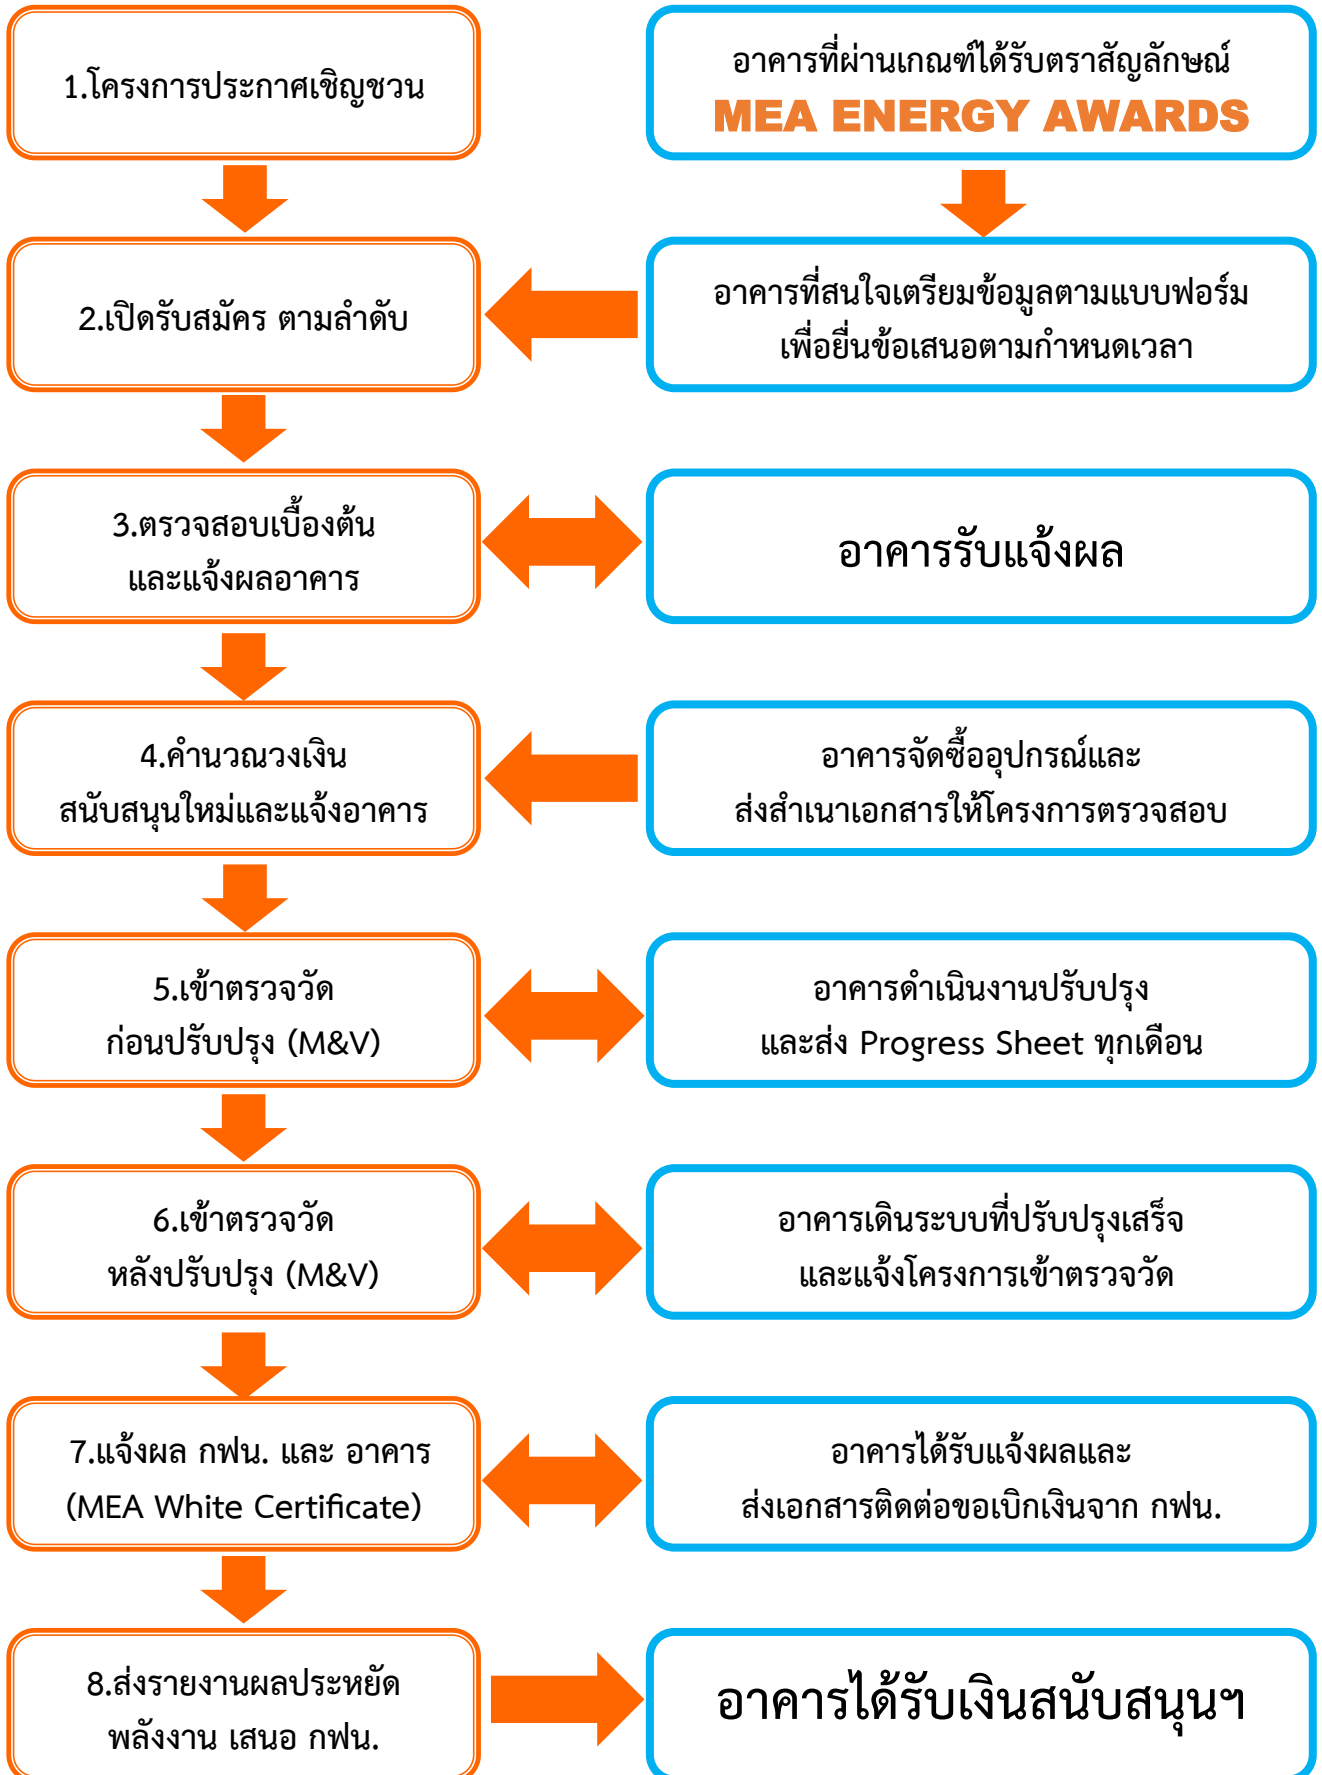 1.โครงการประกาศเชิญชวน
อาคารที่ผ่านเกณฑ์ได้รับตราสัญลักษณ์
MEA ENERGY AWARDS
2.เปิดรับสมัคร ตามลำดับ
อาคารที่สนใจเตรียมข้อมูลตามแบบฟอร์ม
เพื่อยื่นข้อเสนอตามกำหนดเวลา
3.ตรวจสอบเบื้องต้น
และแจ้งผลอาคาร
อาคารรับแจ้งผล
4.คำนวณวงเงิน
สนับสนุนใหม่และแจ้งอาคาร
อาคารจัดซื้ออุปกรณ์และ
ส่งสำเนาเอกสารให้โครงการตรวจสอบ
5.เข้าตรวจวัด
ก่อนปรับปรุง (M&V)
อาคารดำเนินงานปรับปรุง
และส่ง Progress Sheet ทุกเดือน
6.เข้าตรวจวัด
หลังปรับปรุง (M&V)
อาคารเดินระบบที่ปรับปรุงเสร็จ
และแจ้งโครงการเข้าตรวจวัด
7.แจ้งผล กฟน. และ อาคาร
(MEA White Certificate)
อาคารได้รับแจ้งผลและ
ส่งเอกสารติดต่อขอเบิกเงินจาก กฟน.
8.ส่งรายงานผลประหยัด
พลังงาน เสนอ กฟน.
อาคารได้รับเงินสนับสนุนฯ